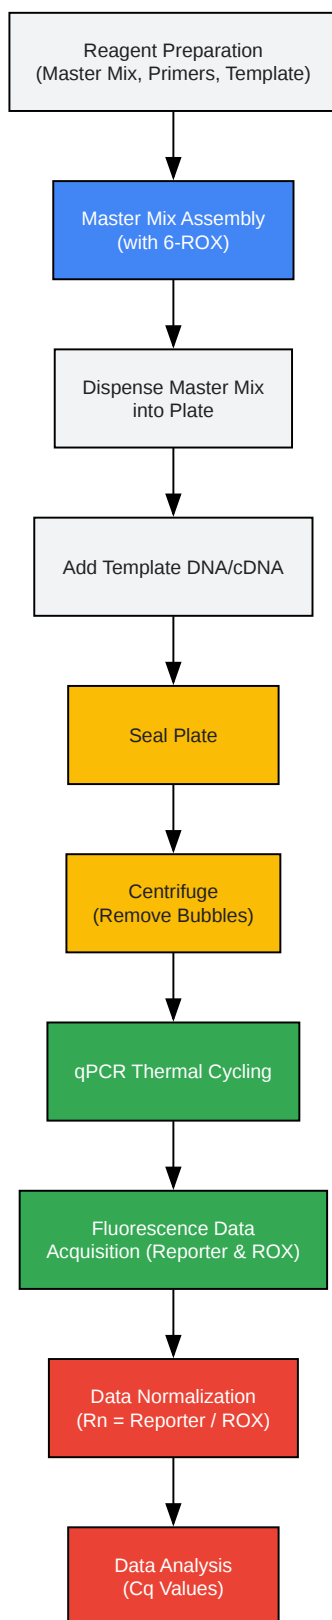 Reagent Preparation
(Master Mix, Primers, Template)
Master Mix Assembly
(with 6-ROX)
Dispense Master Mix
into Plate
Add Template DNA/cDNA
Seal Plate
Centrifuge
(Remove Bubbles)
qPCR Thermal Cycling
Fluorescence Data
Acquisition (Reporter & ROX)
Data Normalization
(Rn = Reporter / ROX)
Data Analysis
(Cq Values)